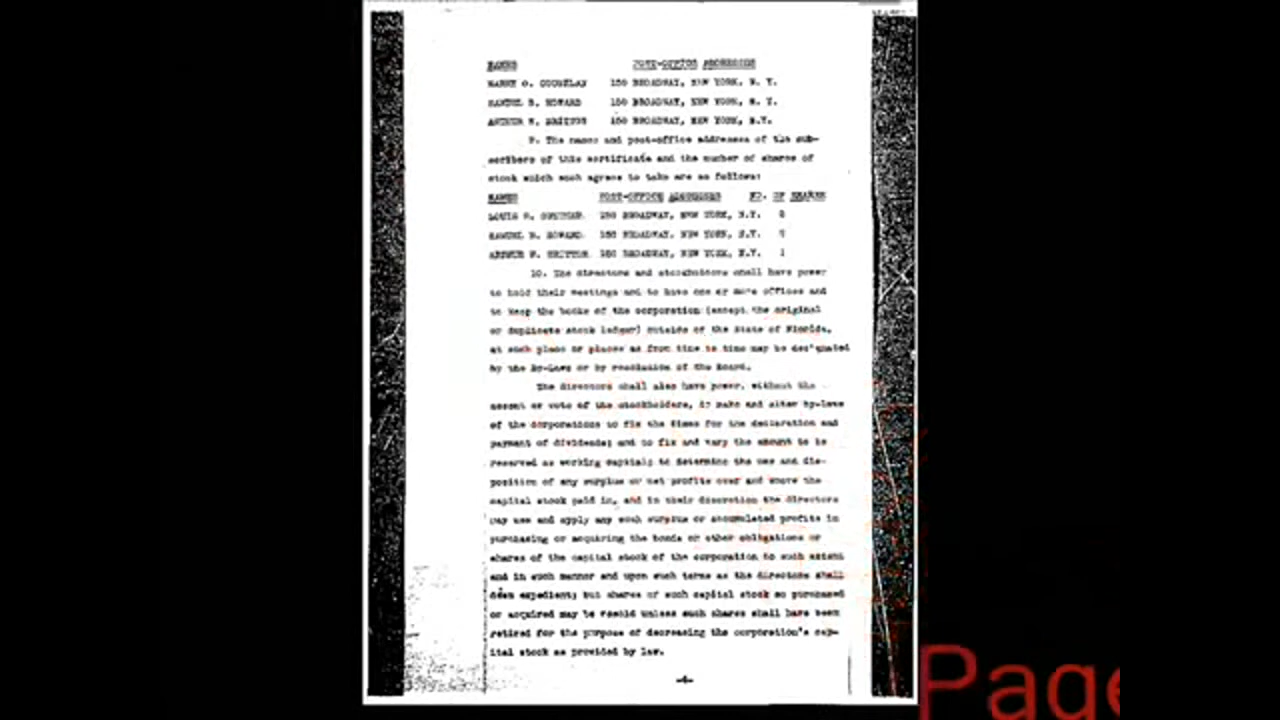 NAMES POST-OFFICE ADDRESSES
HARRY O. 150 BROADWAY, NEW YORK, N. Y.
SAMUEL B. HOWARD 150 BROADWAY, NEW YORK, N. Y.
ARTHUR W. BRITTON 150 BROADWAY, NEW YORK, N.Y.
9. The names and post-office addresses of the sub-
scribers of this certificate and the number of shares of
stock which each agrees to take are as follows:
NAMES POST-OFFICE ADDRESSES NO. OF SHARES
LOUIS 150 BROADWAY, NEW YORK, N.Y.
SAMUEL B. HOWARD 150 BROADWAY, NEW YORK, N.Y.
ARTHUR W. BRITTON 150 BROADWAY, NEW YORK, N.Y. 1
10. The directors and stockholders shall have power
to hold their meetings and to have one or more offices and
to keep the books of the corporation (except the original
or duplicate stock ledger) outside of the State of Florida,
at such place or places as from time to time may be designated
by the By-Laws or by resolution of the Board.
The directors shall also have power, without the
assent or vote of the stockholders, to make and alter by-laws
of the corporation; to fix the times for the declaration and
payment of dividends; and to fix and vary the amount to be
reserved as working capital; to determine the use and dis-
position of any surplus or net profits over and above the
capital stock paid in, and in their discretion the directors
may use and apply any such surplus or accumulated profits in
purchasing or acquiring the bonds or other obligations or
shares of the capital stock of the corporation to such extent
and in such manner and upon such terms as the directors shall
deem expedient; but shares of such capital stock so purchased
or acquired may be resold unless such shares shall have been
retired for the purpose of decreasing the corporation's cap-
ital stock as provided by law.
-4-
Page